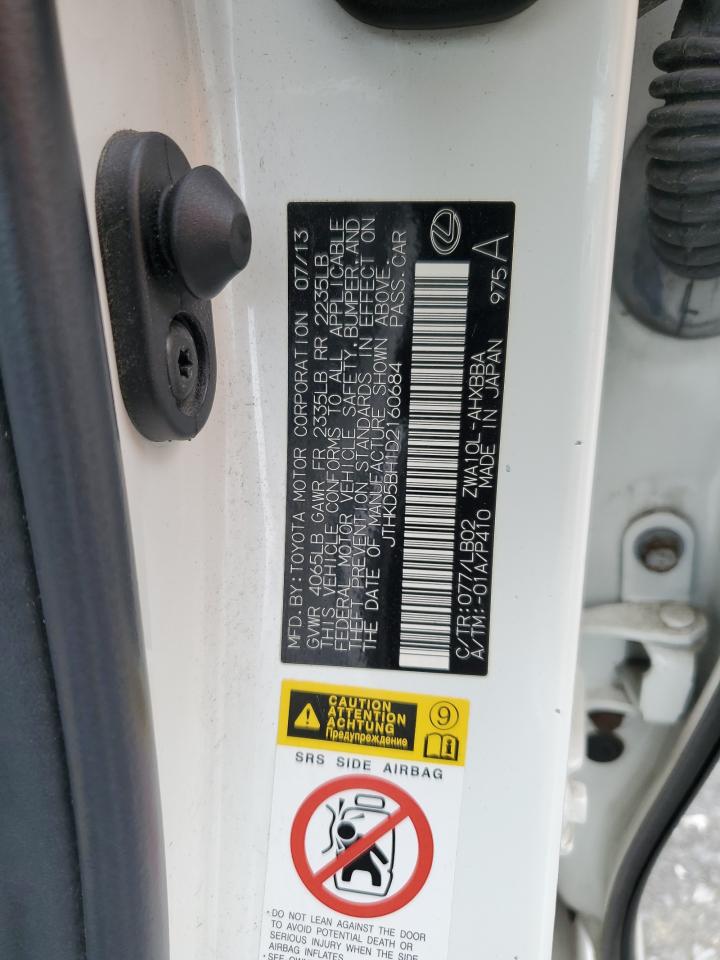 MFD. BY: TOYOTA MOTOR CORPORATION 07/13
GVWR 4065LB GAWR FR 2335LB RR 2235LB
THIS VEHICLE CONFORMS TO ALL APPLICABLE
FEDERAL MOTOR VEHICLE SAFETY, BUMPER, AND
THEFT PREVENTION STANDARDS IN EFFECT ON
THE DATE OF MANUFACTURE SHOWN ABOVE.
JTHKD5BH1D2160684 PASS. CAR
C/TR: 077/LB02 ZWA10L-AHXBBA
A/TM: -01A/P410 MADE IN JAPAN 975 A
CAUTION
ATTENTION
ACHTUNG
Предупреждение
9
SRS SIDE AIRBAG
• DO NOT LEAN AGAINST THE DOOR
TO AVOID POTENTIAL DEATH OR
SERIOUS INJURY WHEN THE SIDE
AIRBAG INFLATES.
• SEE